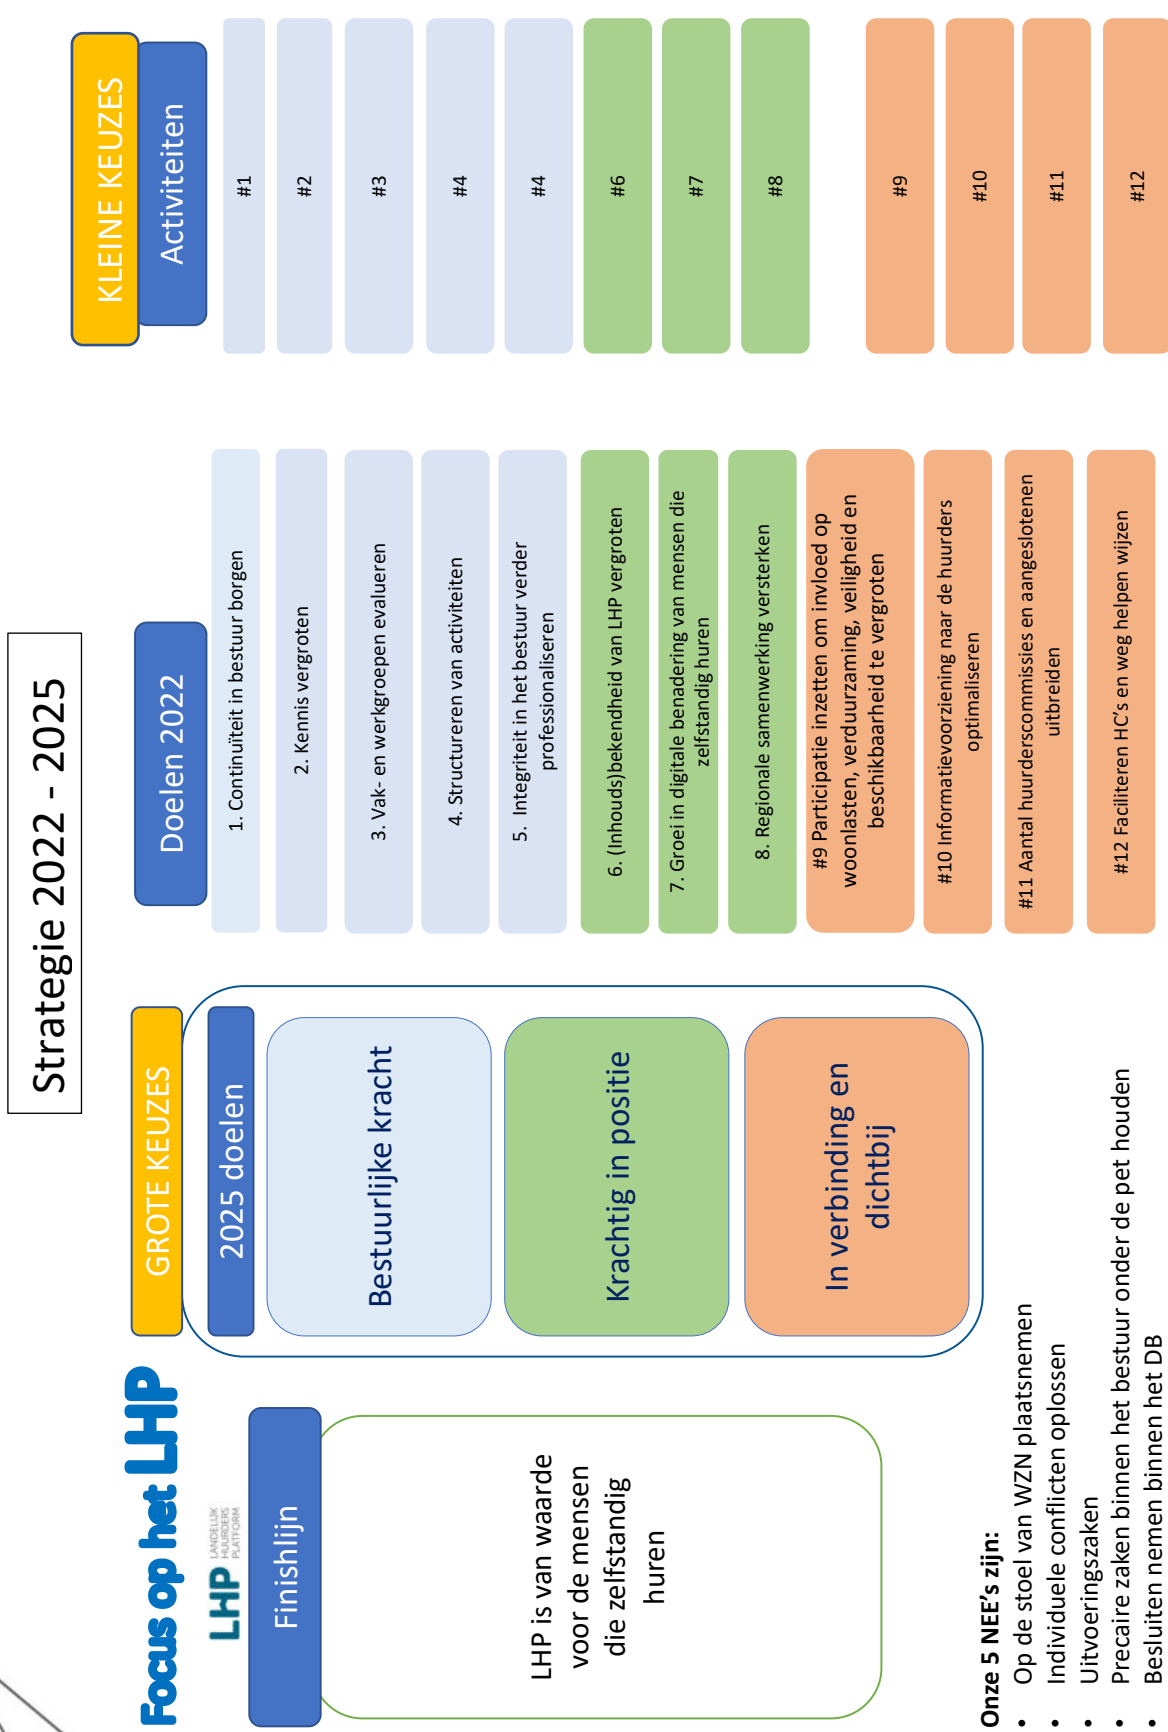 Strategie 2022 - 2025
Focus op het LHP
LHP
LANDELIJK
HUURDERS
PLATFORM
Finishlijn
LHP is van waarde
voor de mensen
die zelfstandig
huren
GROTE KEUZES
2025 doelen
Bestuurlijke kracht
Krachtig in positie
In verbinding en
dichtbij
Doelen 2022
1. Continuïteit in bestuur borgen
2. Kennis vergroten
3. Vak- en werkgroepen evalueren
4. Structureren van activiteiten
5. Integriteit in het bestuur verder
professionaliseren
6. (Inhouds)bekendheid van LHP vergroten
7. Groei in digitale benadering van mensen die
zelfstandig huren
8. Regionale samenwerking versterken
#9 Participatie inzetten om invloed op
woonlasten, verduurzaming, veiligheid en
beschikbaarheid te vergroten
#10 Informatievoorziening naar de huurders
optimaliseren
#11 Aantal huurderscommissies en aangeslotenen
uitbreiden
#12 Faciliteren HC's en weg helpen wijzen
KLEINE KEUZES
Activiteiten
#1
#2
#3
#4
#4
#6
#7
#8
#9
#10
#11
#12
Onze 5 NEE's zijn:
• Op de stoel van WZN plaatsnemen
• Individuele conflicten oplossen
• Uitvoeringszaken
• Precaire zaken binnen het bestuur onder de pet houden
• Besluiten nemen binnen het DB